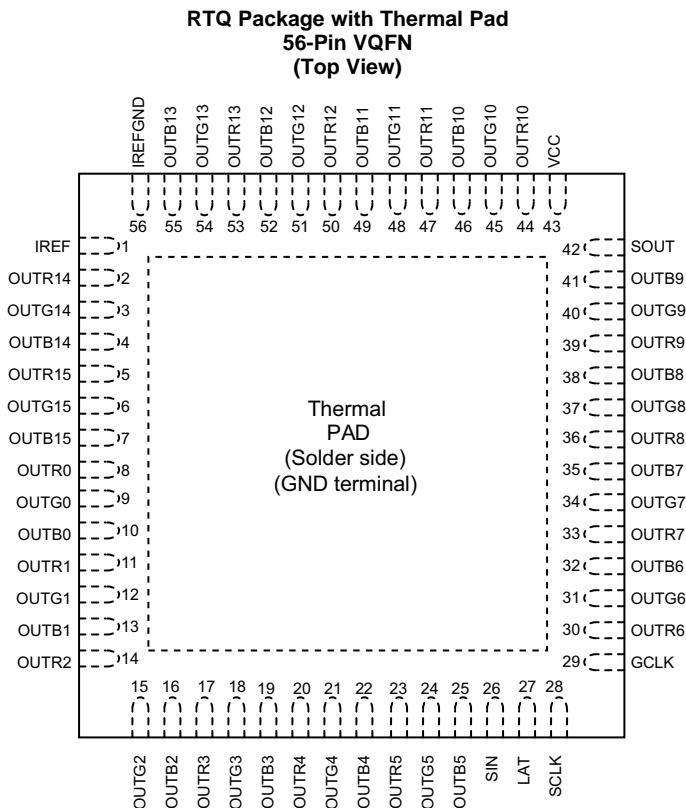 RTQ Package with Thermal Pad
56-Pin VQFN
(Top View)
IREFGND
OUTB13
OUTG13
OUTR13
OUTB12
OUTG12
OUTR12
OUTB11
OUTG11
OUTR11
OUTB10
OUTG10
OUTR10
VCC
56 55 54 53 52 51 50 49 48 47 46 45 44 43
IREF 1
OUTR14 2
OUTG14 3
OUTB14 4
OUTR15 5
OUTG15 6
OUTB15 7
OUTR0 8
OUTG0 9
OUTB0 10
OUTR1 11
OUTG1 12
OUTB1 13
OUTR2 14
Thermal
PAD
(Solder side)
(GND terminal)
42 SOUT
41 OUTB9
40 OUTG9
39 OUTR9
38 OUTB8
37 OUTG8
36 OUTR8
35 OUTB7
34 OUTG7
33 OUTR7
32 OUTB6
31 OUTG6
30 OUTR6
29 GCLK
15 16 17 18 19 20 21 22 23 24 25 26 27 28
OUTG2
OUTB2
OUTR3
OUTG3
OUTB3
OUTR4
OUTG4
OUTB4
OUTR5
OUTG5
OUTB5
SIN
LAT
SCLK